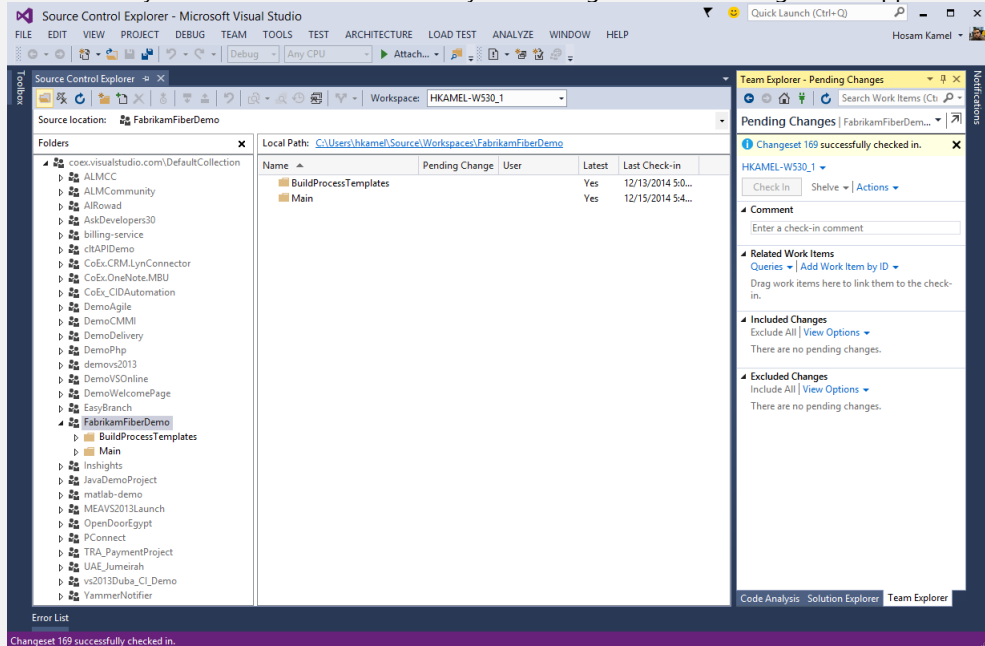 Source Control Explorer - Microsoft Visual Studio
Quick Launch (Ctrl+Q)
FILE EDIT VIEW PROJECT DEBUG TEAM TOOLS TEST ARCHITECTURE LOAD TEST ANALYZE WINDOW HELP
Hosam Kamel
Debug Any CPU Attach...
Toolbox
Source Control Explorer
Workspace: HKAMEL-W530_1
Source location: FabrikamFiberDemo
Folders
coex.visualstudio.com\DefaultCollection
ALMCC
ALMCommunity
AlRowad
AskDevelopers30
billing-service
cltAPIDemo
CoEx.CRM.LynConnector
CoEx.OneNote.MBU
CoEx_CIDAutomation
DemoAgile
DemoCMMI
DemoDelivery
DemoPhp
demovs2013
DemoVSOnline
DemoWelcomePage
EasyBranch
FabrikamFiberDemo
BuildProcessTemplates
Main
Inshights
JavaDemoProject
matlab-demo
MEAVS2013Launch
OpenDoorEgypt
PConnect
TRA_PaymentProject
UAE_Jumeirah
vs2013Duba_CI_Demo
YammerNotifier
Local Path: C:\Users\hkamel\Source\Workspaces\FabrikamFiberDemo
Name Pending Change User Latest Last Check-in
BuildProcessTemplates Yes 12/13/2014 5:0...
Main Yes 12/15/2014 5:4...
Team Explorer - Pending Changes
Search Work Items (Ct
Pending Changes | FabrikamFiberDem...
Changeset 169 successfully checked in.
HKAMEL-W530_1
Check In Shelve | Actions
Comment
Enter a check-in comment
Related Work Items
Queries | Add Work Item by ID
Drag work items here to link them to the check-
in.
Included Changes
Exclude All | View Options
There are no pending changes.
Excluded Changes
Include All | View Options
There are no pending changes.
Code Analysis Solution Explorer Team Explorer
Notifications
Error List
Changeset 169 successfully checked in.